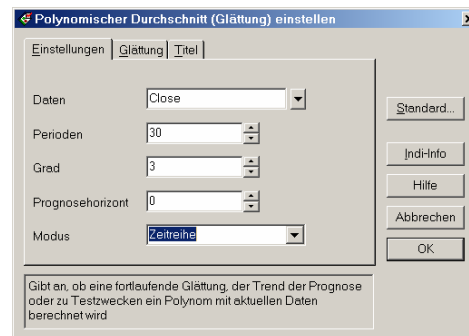 Polynomischer Durchschnitt (Glättung) einstellen
Einstellungen Glättung Titel
Daten Close
Perioden 30
Grad 3
Prognosehorizont 0
Modus Zeitreihe
Standard...
Indi-Info
Hilfe
Abbrechen
OK
Gibt an, ob eine fortlaufende Glättung, der Trend der Prognose
oder zu Testzwecken ein Polynom mit aktuellen Daten
berechnet wird